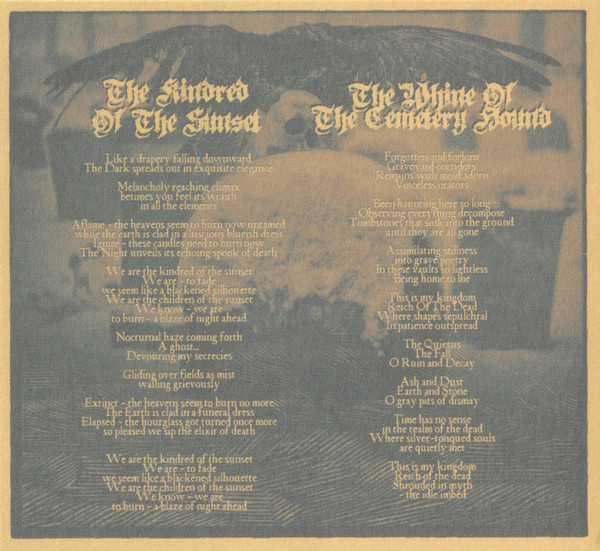 The Kindred
Of The Sunset
Like a drapery falling downward
The Dark spreads out in exquisite elegance
Melancholy reaching climax
betimes you feel its wraith
in all the elements
Aflame - the heavens seem to burn now untamed
while the earth is clad in a luscious blueish dress
Ignite - these candles need to burn now
The Night unveils its echoing spook of death
We are the kindred of the sunset
We are - to fade
we seem like a blackened silhouette
We are the children of the sunset
We know - we are
to burn - a blaze of night ahead
Nocturnal haze coming forth
A ghost...
Devouring my secrecies
Gliding over fields as mist
walling grievously
Extinct - the heavens seem to burn no more
The Earth is clad in a funeral dress
Elapsed - the hourglass got turned once more
so pleased we sip the elixir of death
We are the kindred of the sunset
We are - to fade
we seem like a blackened silhouette
We are the children of the sunset
We know - we are
to burn - a blaze of night ahead
The Whine Of
The Cemetery Hound
Forgotten and forlorn
Graveyard corridors
Remains with mold adorn
Voiceless orators
Been haunting here so long
Observing everything decompose
Tombstones that sink into the ground
until they are all gone
Assimilating stillness
into grave poetry
In these vaults so lightless
Being home to me
This is my kingdom
Reich Of The Dead
Where shapes sepulchral
In patience outspread
The Quietus
The Fall
O Ruin and Decay
Ash and Dust
Earth and Stone
O gray pits of dismay
Time has no sense
in the realm of the dead
Where silver-tongued souls
are quietly met
This is my kingdom
Reich of the dead
Shrouded in myth
- the idle imbed